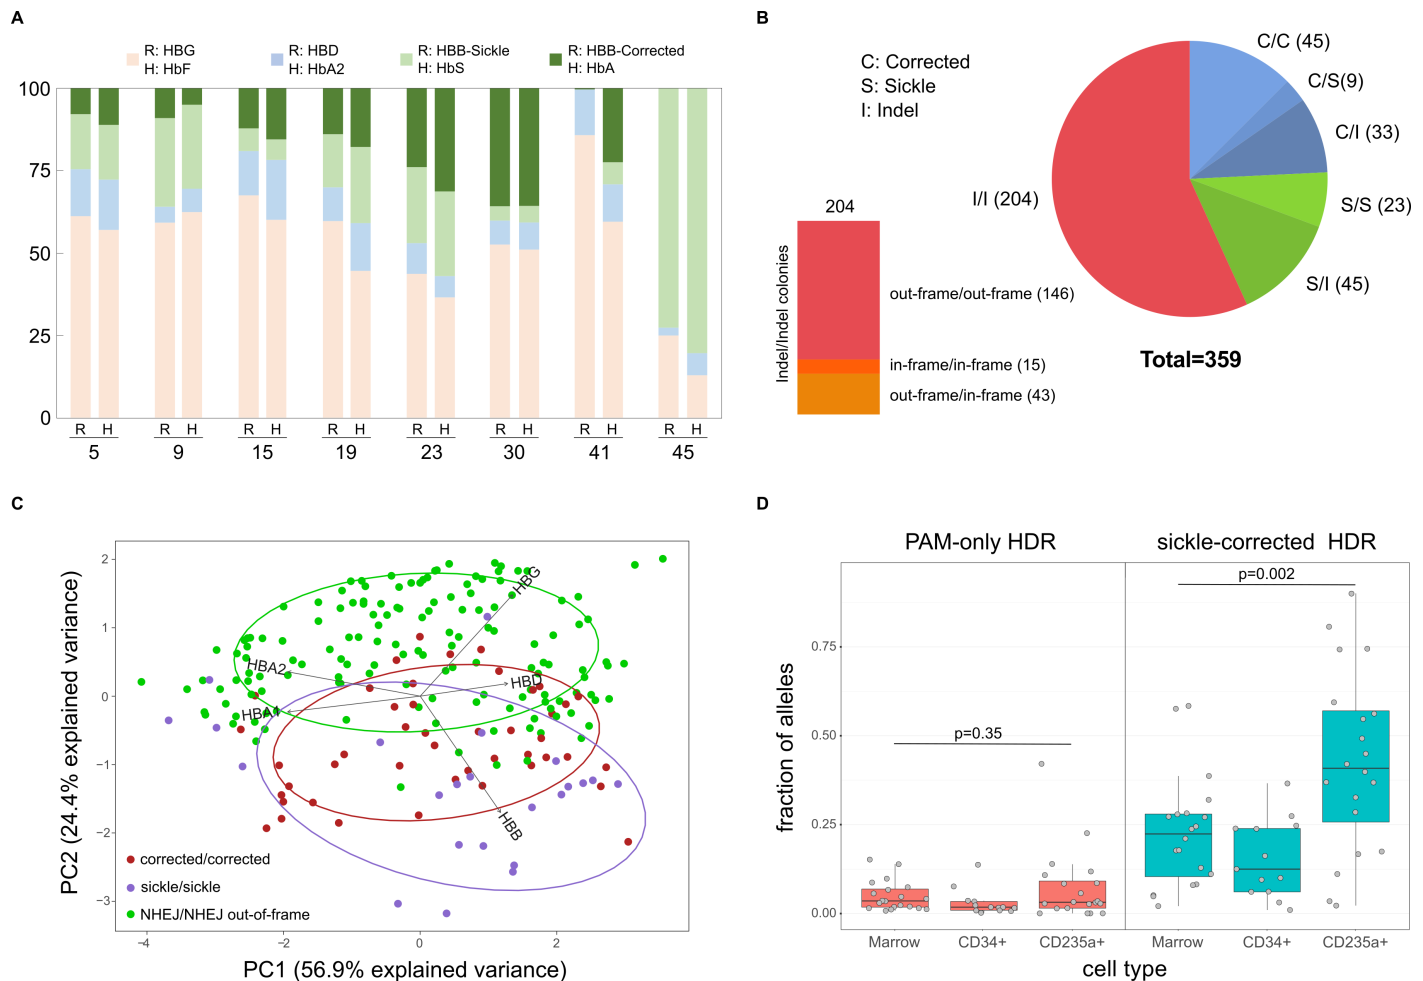 A
R: HBG
H: HbF
R: HBD
H: HbA2
R: HBB-Sickle
H: HbS
R: HBB-Corrected
H: HbA
100
75
50
25
0
R H R H R H R H R H R H R H R H
5 9 15 19 23 30 41 45
B
C: Corrected
S: Sickle
I: Indel
C/C (45)
C/S(9)
C/I (33)
S/S (23)
S/I (45)
I/I (204)
Total=359
204
Indel/Indel colonies
out-frame/out-frame (146)
in-frame/in-frame (15)
out-frame/in-frame (43)
C
PC2 (24.4% explained variance)
2
1
0
−1
−2
−3
HBG
HBA2
HBD
HBA1
HBB
corrected/corrected
sickle/sickle
NHEJ/NHEJ out-of-frame
−4 −2 0 2
PC1 (56.9% explained variance)
D
PAM-only HDR sickle-corrected HDR
fraction of alleles
0.75
0.50
0.25
0.00
p=0.35
p=0.002
Marrow CD34+ CD235a+ Marrow CD34+ CD235a+
cell type